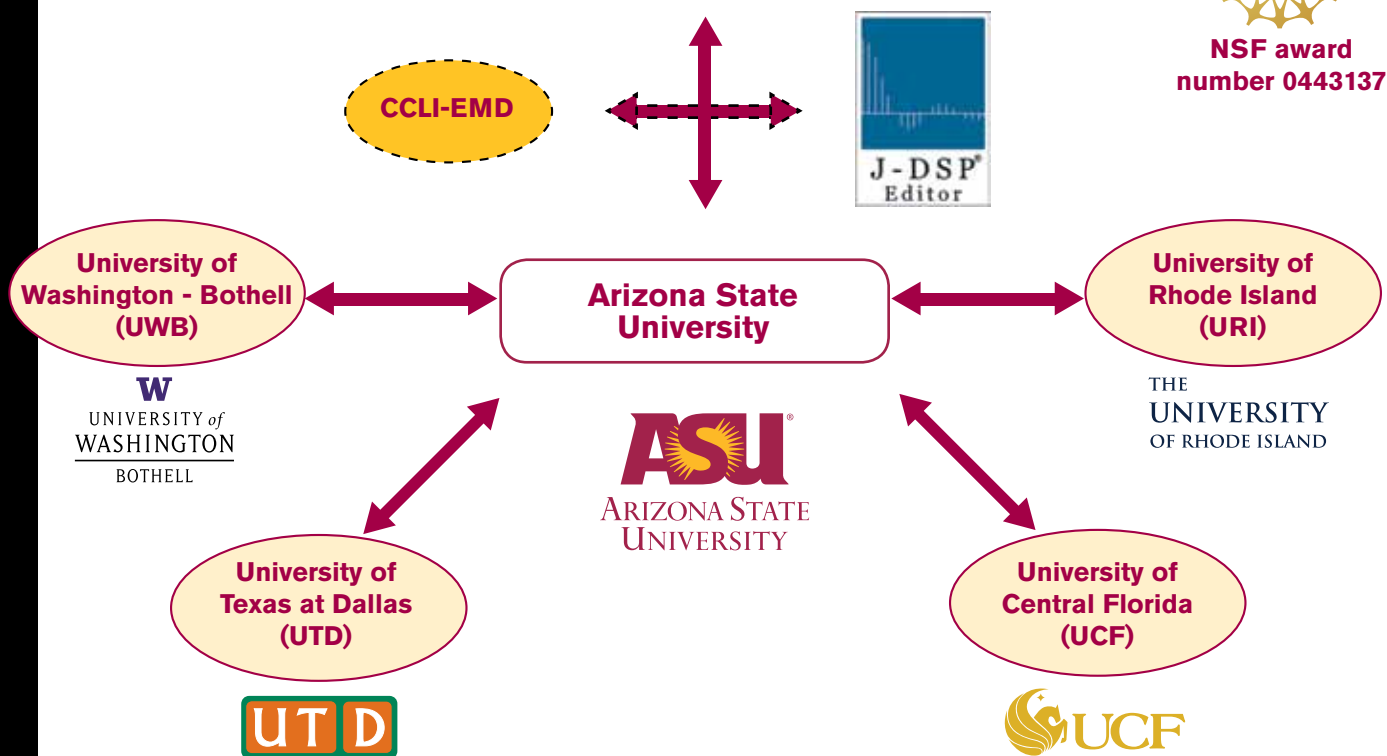 NSF award
number 0443137
CCLI-EMD
J-DSP®
Editor
University of
Washington - Bothell
(UWB)
Arizona State
University
University of
Rhode Island
(URI)
W
UNIVERSITY of
WASHINGTON
BOTHELL
ASU®
ARIZONA STATE
UNIVERSITY
THE
UNIVERSITY
OF RHODE ISLAND
University of
Texas at Dallas
(UTD)
University of
Central Florida
(UCF)
UTD
UCF